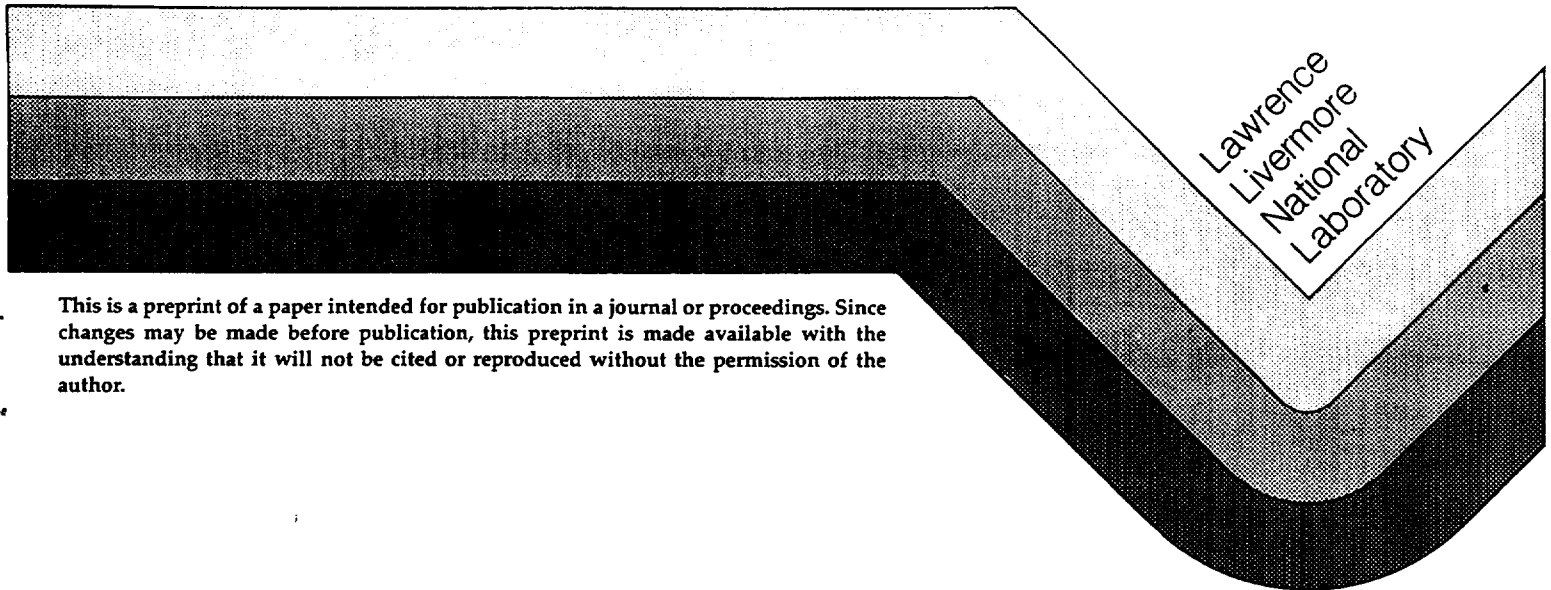 Lawrence
Livermore
National
Laboratory
This is a preprint of a paper intended for publication in a journal or proceedings. Since
changes may be made before publication, this preprint is made available with the
understanding that it will not be cited or reproduced without the permission of the
author.